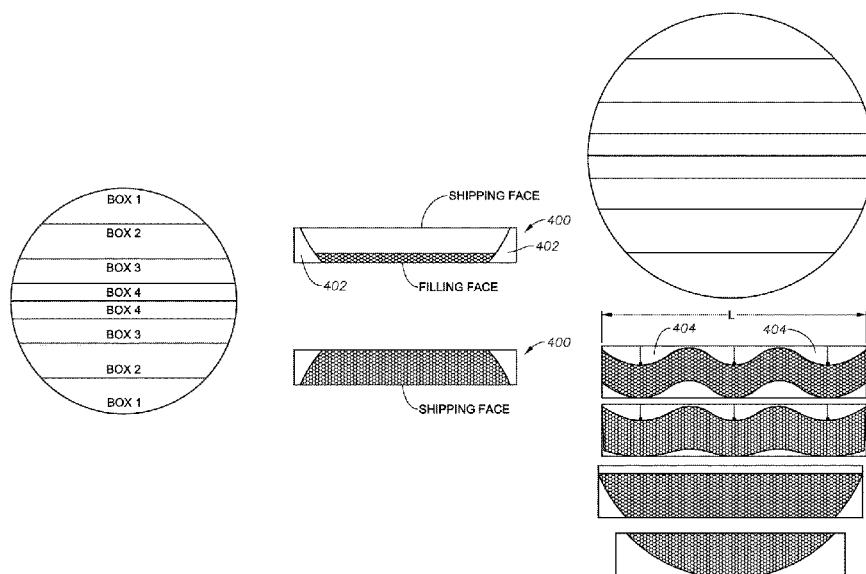 BOX 1
BOX 2
BOX 3
BOX 4
BOX 4
BOX 3
BOX 2
BOX 1
SHIPPING FACE
400
402
402
FILLING FACE
400
SHIPPING FACE
L
404
404